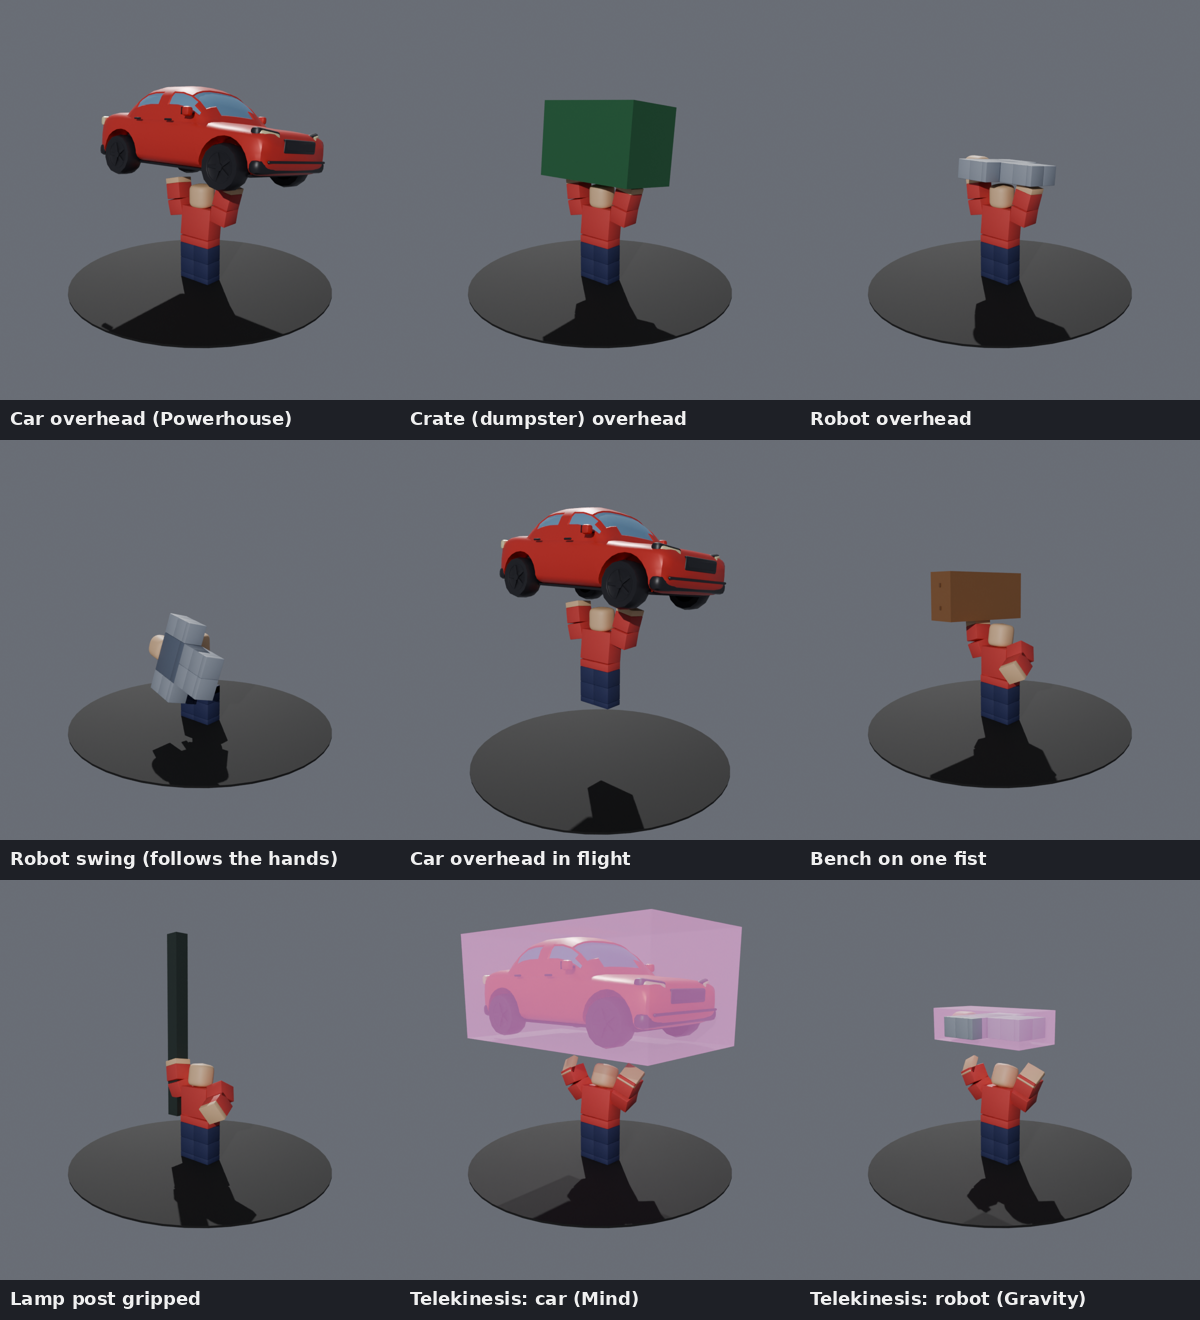 Car overhead (Powerhouse)
Crate (dumpster) overhead
Robot overhead
Robot swing (follows the hands)
Car overhead in flight
Bench on one fist
Lamp post gripped
Telekinesis: car (Mind)
Telekinesis: robot (Gravity)